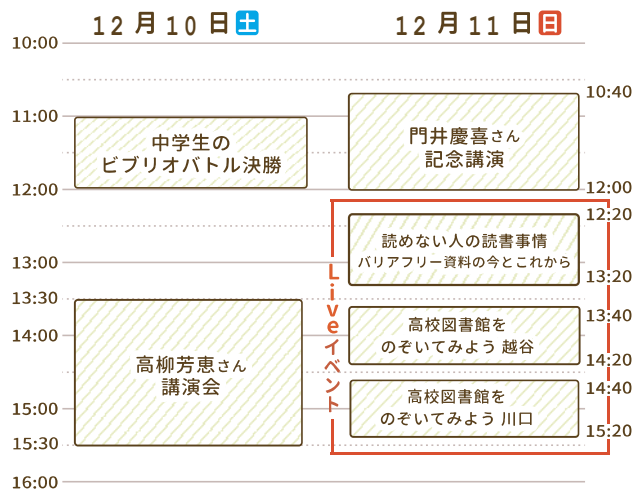 12月10日 土
12月11日 日
10:00
11:00
12:00
13:00
13:30
14:00
15:00
15:30
16:00
中学生の
ビブリオバトル決勝
高柳芳恵さん
講演会
門井慶喜さん
記念講演
Liveイベント
読めない人の読書事情
バリアフリー資料の今とこれから
高校図書館を
のぞいてみよう 越谷
高校図書館を
のぞいてみよう 川口
10:40
12:00
12:20
13:20
13:40
14:20
14:40
15:20